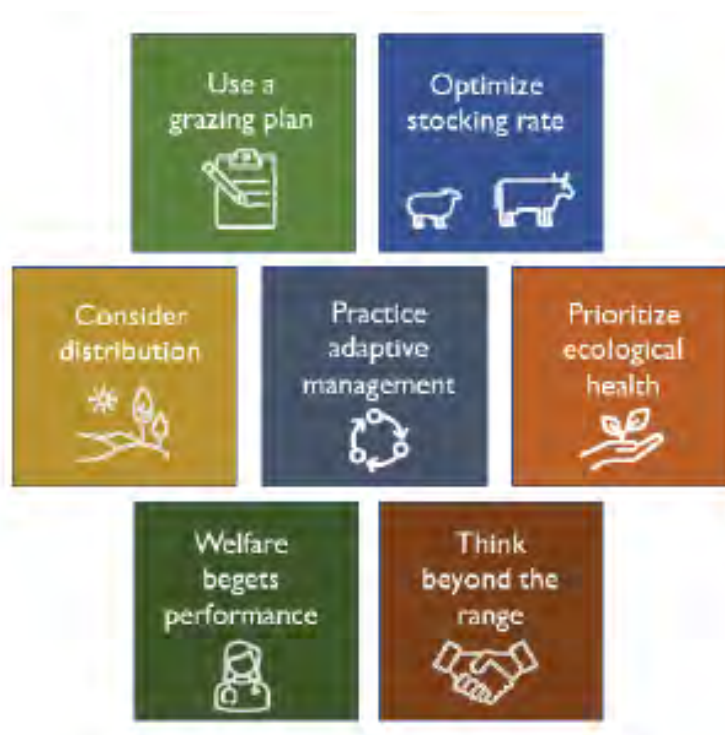 Use a
grazing plan
Optimize
stocking rate
Consider
distribution
Practice
adaptive
management
Prioritize
ecological
health
Welfare
begets
performance
Think
beyond the
range